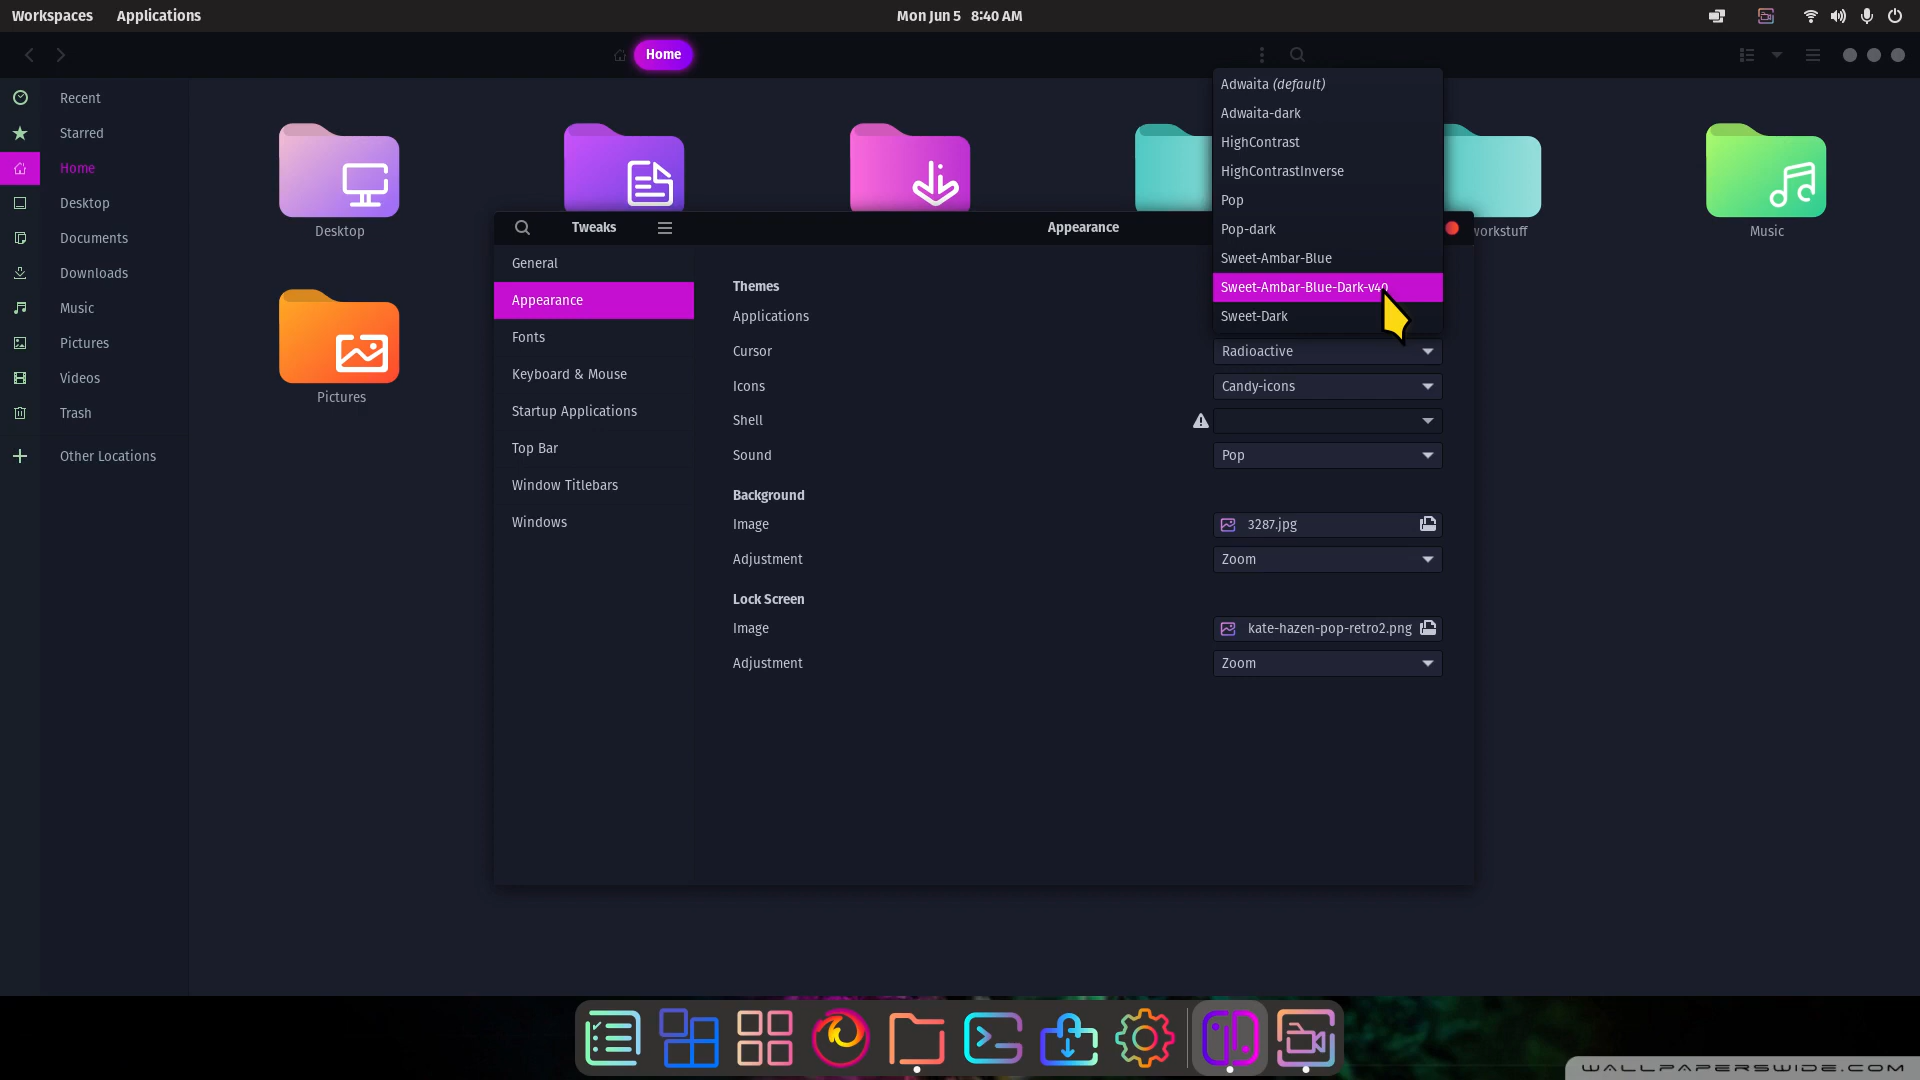 Workspaces Applications Mon Jun 5 8:40 AM
Home
Recent
Starred
Home
Desktop
Documents
Downloads
Music
Pictures
Videos
Trash
Other Locations
Desktop
workstuff
Music
Pictures
Tweaks
Appearance
General
Appearance
Fonts
Keyboard & Mouse
Startup Applications
Top Bar
Window Titlebars
Windows
Adwaita (default)
Adwaita-dark
HighContrast
HighContrastInverse
Pop
Pop-dark
Sweet-Ambar-Blue
Sweet-Ambar-Blue-Dark-v40
Sweet-Dark
Themes
Applications
Cursor Radioactive
Icons Candy-icons
Shell
Sound Pop
Background
Image 3287.jpg
Adjustment Zoom
Lock Screen
Image kate-hazen-pop-retro2.png
Adjustment Zoom
WALLPAPERSWIDE.COM